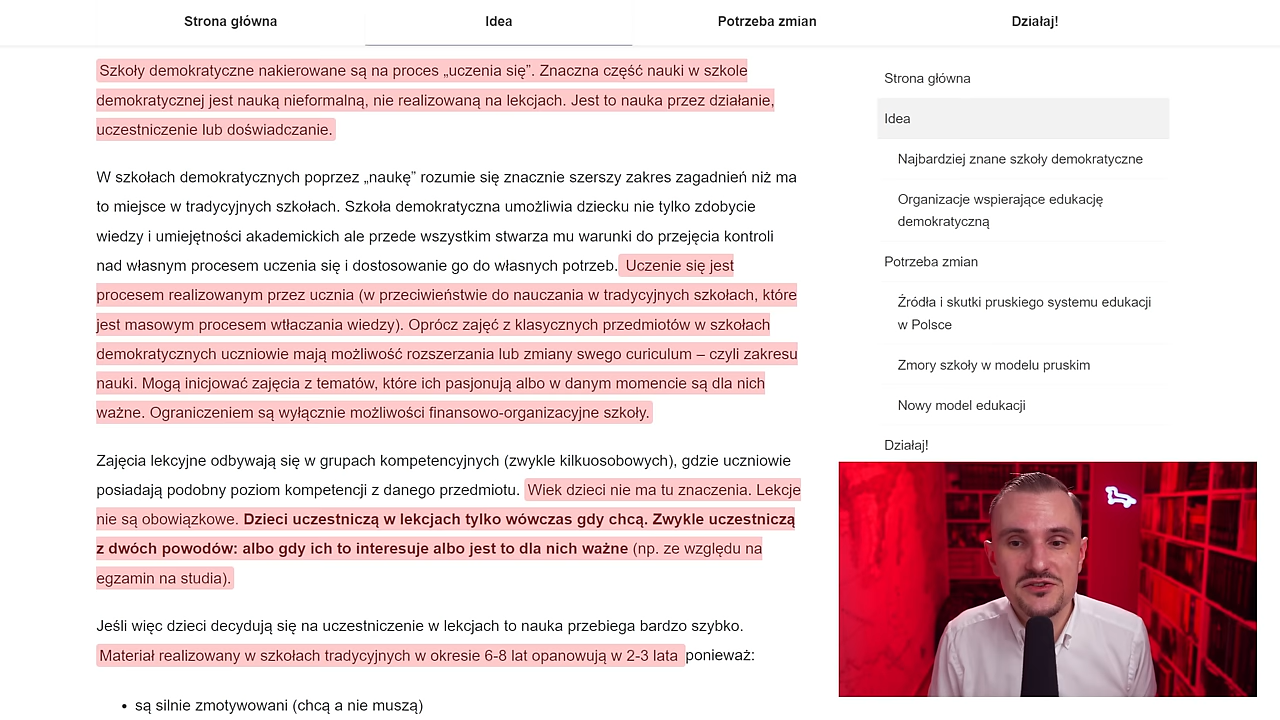 Strona główna
Idea
Potrzeba zmian
Działaj!
Szkoły demokratyczne nakierowane są na proces „uczenia się”. Znaczna część nauki w szkole
demokratycznej jest nauką nieformalną, nie realizowaną na lekcjach. Jest to nauka przez działanie,
uczestniczenie lub doświadczanie.
W szkołach demokratycznych poprzez „naukę” rozumie się znacznie szerszy zakres zagadnień niż ma
to miejsce w tradycyjnych szkołach. Szkoła demokratyczna umożliwia dziecku nie tylko zdobycie
wiedzy i umiejętności akademickich ale przede wszystkim stwarza mu warunki do przejęcia kontroli
nad własnym procesem uczenia się i dostosowanie go do własnych potrzeb. Uczenie się jest
procesem realizowanym przez ucznia (w przeciwieństwie do nauczania w tradycyjnych szkołach, które
jest masowym procesem wtłaczania wiedzy). Oprócz zajęć z klasycznych przedmiotów w szkołach
demokratycznych uczniowie mają możliwość rozszerzania lub zmiany swego curiculum – czyli zakresu
nauki. Mogą inicjować zajęcia z tematów, które ich pasjonują albo w danym momencie są dla nich
ważne. Ograniczeniem są wyłącznie możliwości finansowo-organizacyjne szkoły.
Zajęcia lekcyjne odbywają się w grupach kompetencyjnych (zwykle kilkuosobowych), gdzie uczniowie
posiadają podobny poziom kompetencji z danego przedmiotu. Wiek dzieci nie ma tu znaczenia. Lekcje
nie są obowiązkowe. Dzieci uczestniczą w lekcjach tylko wówczas gdy chcą. Zwykle uczestniczą
z dwóch powodów: albo gdy ich to interesuje albo jest to dla nich ważne (np. ze względu na
egzamin na studia).
Jeśli więc dzieci decydują się na uczestniczenie w lekcjach to nauka przebiega bardzo szybko.
Materiał realizowany w szkołach tradycyjnych w okresie 6-8 lat opanowują w 2-3 lata ponieważ:
• są silnie zmotywowani (chcą a nie muszą)
Strona główna
Idea
Najbardziej znane szkoły demokratyczne
Organizacje wspierające edukację
demokratyczną
Potrzeba zmian
Źródła i skutki pruskiego systemu edukacji
w Polsce
Zmory szkoły w modelu pruskim
Nowy model edukacji
Działaj!